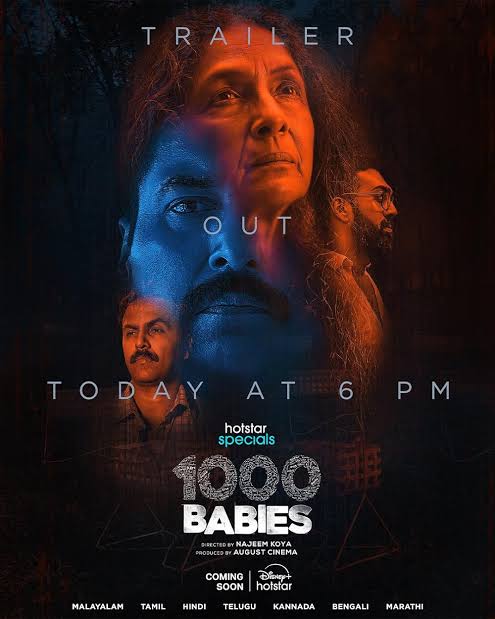 TRAILER
OUT
TODAY AT 6 PM
hotstar
specials
1000
BABIES
DIRECTED BY NAJEEM KOYA
PRODUCED BY AUGUST CINEMA
COMING SOON
Disney+ hotstar
MALAYALAM TAMIL HINDI TELUGU KANNADA BENGALI MARATHI